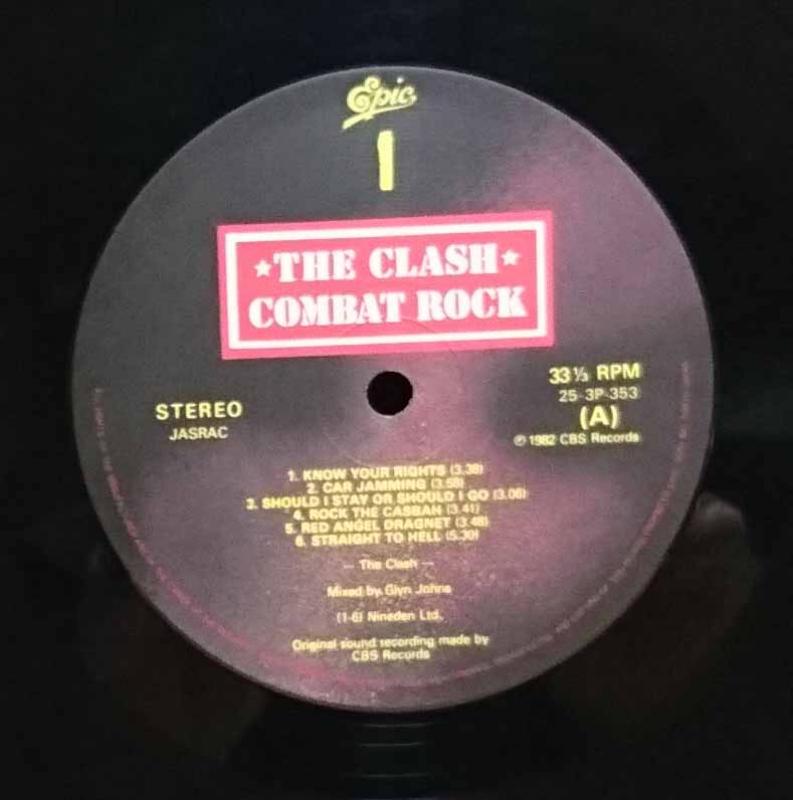 Epic
1
★THE CLASH★
COMBAT ROCK
STEREO
JASRAC
33⅓ RPM
25·3P-353
(A)
℗1982 CBS Records
1. KNOW YOUR RIGHTS (3.38)
2. CAR JAMMING (3.58)
3. SHOULD I STAY OR SHOULD I GO (3.06)
4. ROCK THE CASBAH (3.41)
5. RED ANGEL DRAGNET (3.46)
6. STRAIGHT TO HELL (5.30)
— The Clash —
Mixed by Glyn Johns
(1-6) Nineden Ltd.
Original sound recording made by
CBS Records